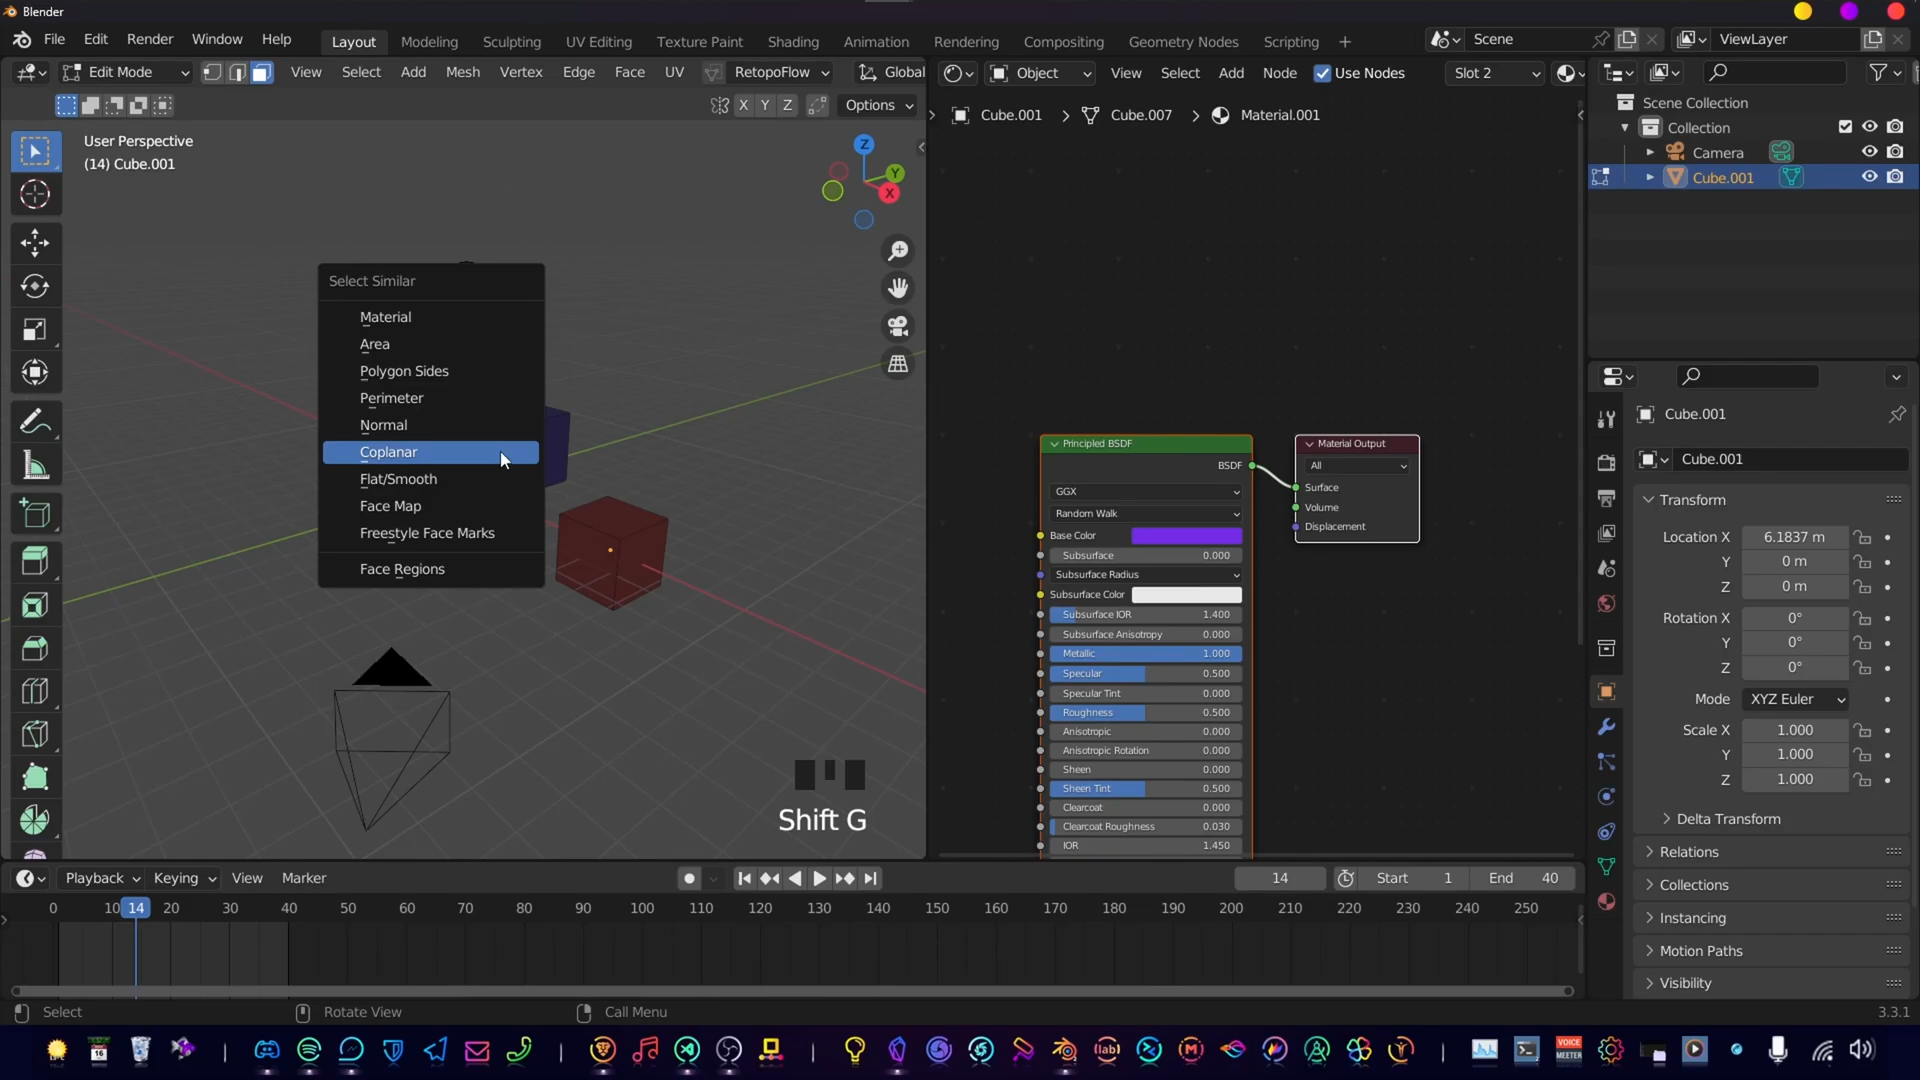 Blender
File Edit Render Window Help Layout Modeling Sculpting UV Editing Texture Paint Shading Animation Rendering Compositing Geometry Nodes Scripting + Scene ViewLayer
Edit Mode View Select Add Mesh Vertex Edge Face UV RetopoFlow Global
X Y Z Options
User Perspective
(14) Cube.001
Z
Y
X
Select Similar
Material
Area
Polygon Sides
Perimeter
Normal
Coplanar
Flat/Smooth
Face Map
Freestyle Face Marks
Face Regions
Shift G
Object View Select Add Node Use Nodes Slot 2
Cube.001 > Cube.007 > Material.001
Principled BSDF
BSDF
GGX
Random Walk
Base Color
Subsurface 0.000
Subsurface Radius
Subsurface Color
Subsurface IOR 1.400
Subsurface Anisotropy 0.000
Metallic 1.000
Specular 0.500
Specular Tint 0.000
Roughness 0.500
Anisotropic 0.000
Anisotropic Rotation 0.000
Sheen 0.000
Sheen Tint 0.500
Clearcoat 0.000
Clearcoat Roughness 0.030
IOR 1.450
Material Output
All
Surface
Volume
Displacement
Scene Collection
Collection
Camera
Cube.001
Cube.001
Cube.001
Transform
Location X 6.1837 m
Y 0 m
Z 0 m
Rotation X 0°
Y 0°
Z 0°
Mode XYZ Euler
Scale X 1.000
Y 1.000
Z 1.000
Delta Transform
Relations
Collections
Instancing
Motion Paths
Visibility
Playback Keying View Marker 14 Start 1 End 40
0 10 14 20 30 40 50 60 70 80 90 100 110 120 130 140 150 160 170 180 190 200 210 220 230 240 250
Select Rotate View Call Menu 3.3.1
16 lab VOICE
MEETER